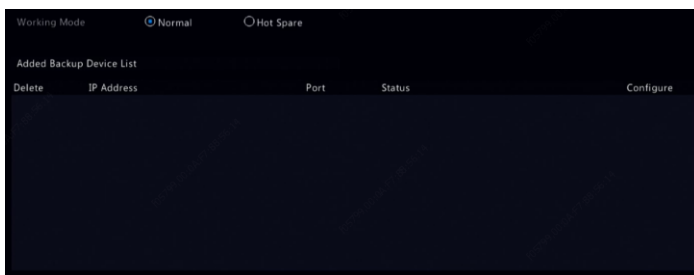 Working Mode Normal Hot Spare
Added Backup Device List
Delete IP Address Port Status Configure